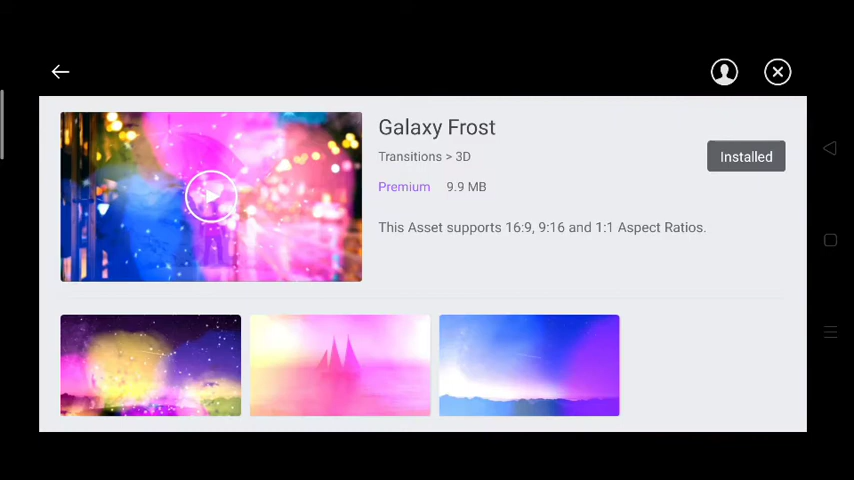 Galaxy Frost
Transitions > 3D
Installed
Premium 9.9 MB
This Asset supports 16:9, 9:16 and 1:1 Aspect Ratios.